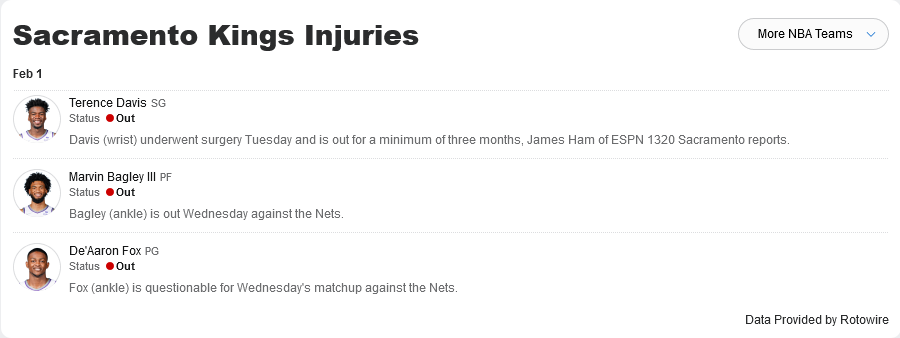 Sacramento Kings Injuries
More NBA Teams
Feb 1
Terence Davis SG
Status Out
Davis (wrist) underwent surgery Tuesday and is out for a minimum of three months, James Ham of ESPN 1320 Sacramento reports.
Marvin Bagley III PF
Status Out
Bagley (ankle) is out Wednesday against the Nets.
De'Aaron Fox PG
Status Out
Fox (ankle) is questionable for Wednesday's matchup against the Nets.
Data Provided by Rotowire